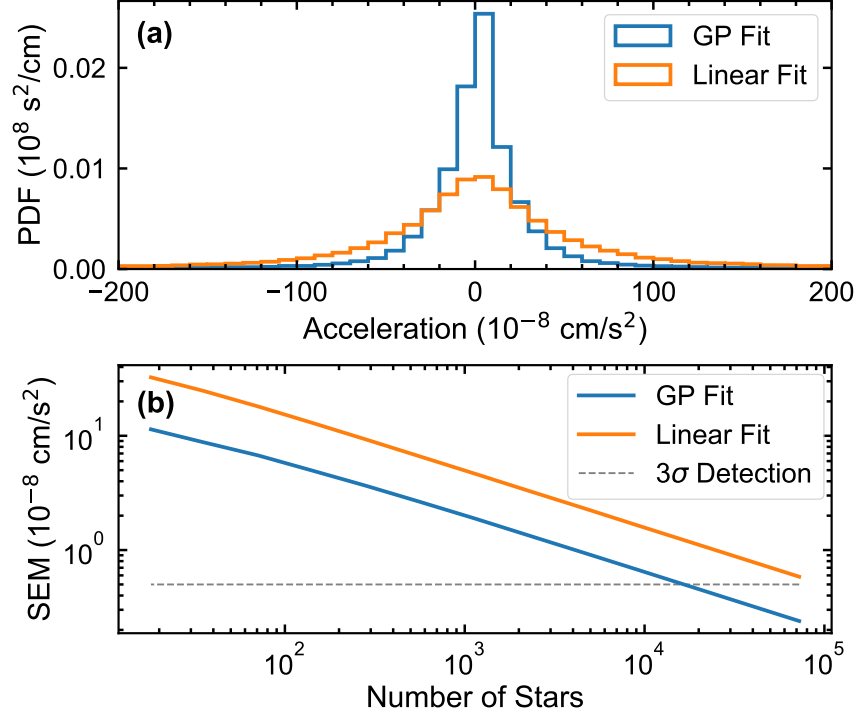 (a)
GP Fit
Linear Fit
PDF (10⁸ s²/cm)
0.02
0.01
0.00
−200 −100 0 100 200
Acceleration (10⁻⁸ cm/s²)
(b)
GP Fit
Linear Fit
3σ Detection
SEM (10⁻⁸ cm/s²)
10¹
10⁰
10² 10³ 10⁴ 10⁵
Number of Stars